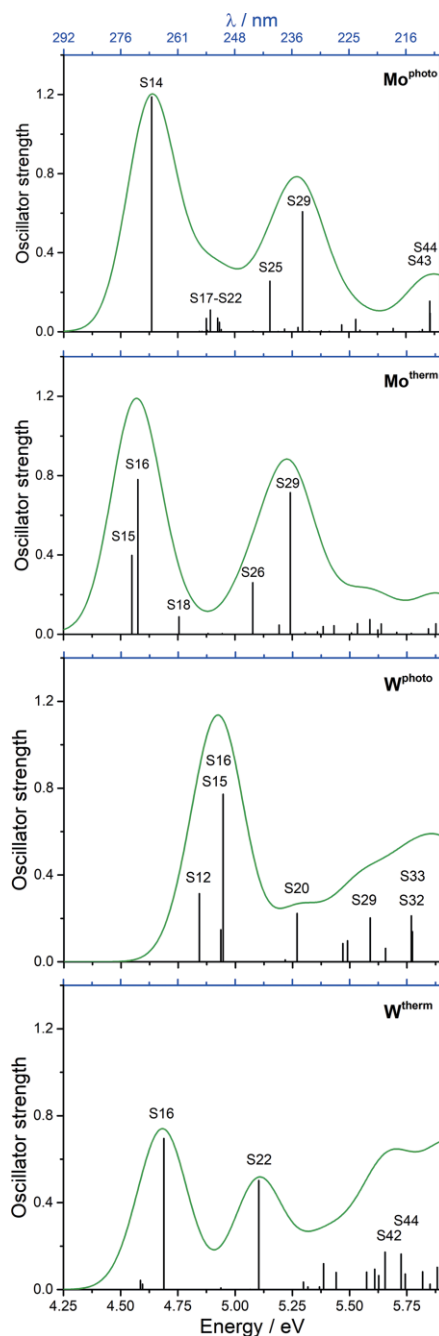 λ / nm
292 276 261 248 236 225 216
Mo^photo
S14
S44
S43
S29
S25
S17-S22
1.2
0.8
0.4
0.0
Oscillator strength
Mo^therm
S16
S29
S15
S26
S18
1.2
0.8
0.4
0.0
Oscillator strength
W^photo
S16
S15
S12
S20
S29
S33
S32
1.2
0.8
0.4
0.0
Oscillator strength
W^therm
S16
S22
S44
S42
1.2
0.8
0.4
0.0
Oscillator strength
4.25 4.50 4.75 5.00 5.25 5.50 5.75
Energy / eV